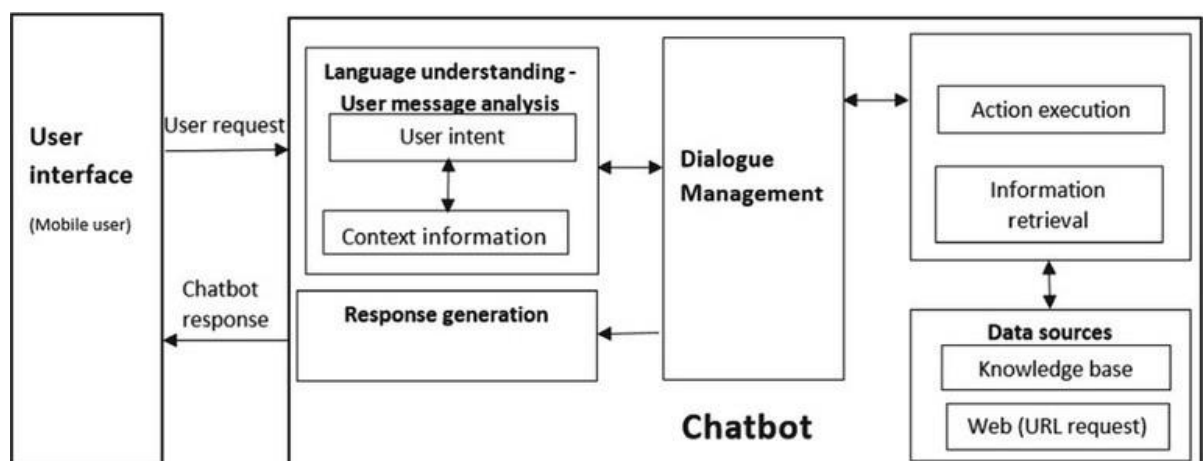 User
interface
(Mobile user)
User request
Chatbot
response
Language understanding -
User message analysis
User intent
Context information
Response generation
Dialogue
Management
Action execution
Information
retrieval
Data sources
Knowledge base
Web (URL request)
Chatbot